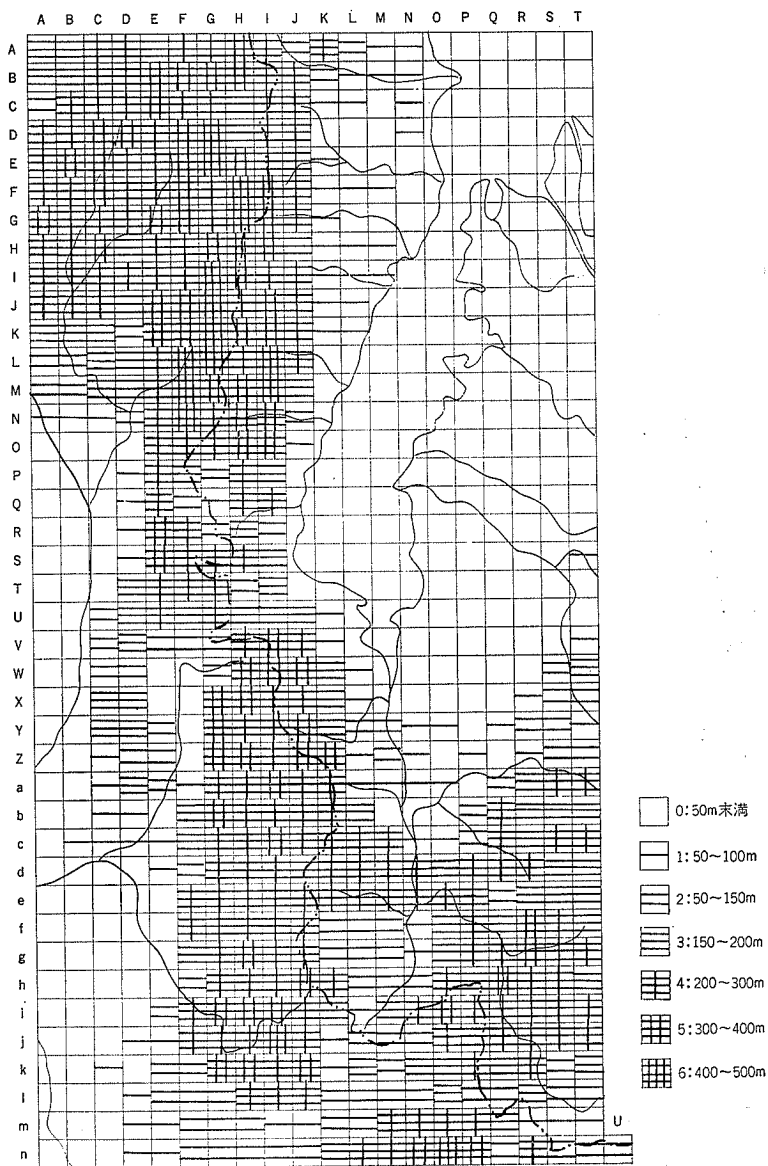 A B C D E F G H I J K L M N O P Q R S T
A
B
C
D
E
F
G
H
I
J
K
L
M
N
O
P
Q
R
S
T
U
V
W
X
Y
Z
a
b
c
d
e
f
g
h
i
j
k
l
m
U
n
0:50m末満
1:50~100m
2:50~150m
3:150~200m
4:200~300m
5:300~400m
6:400~500m